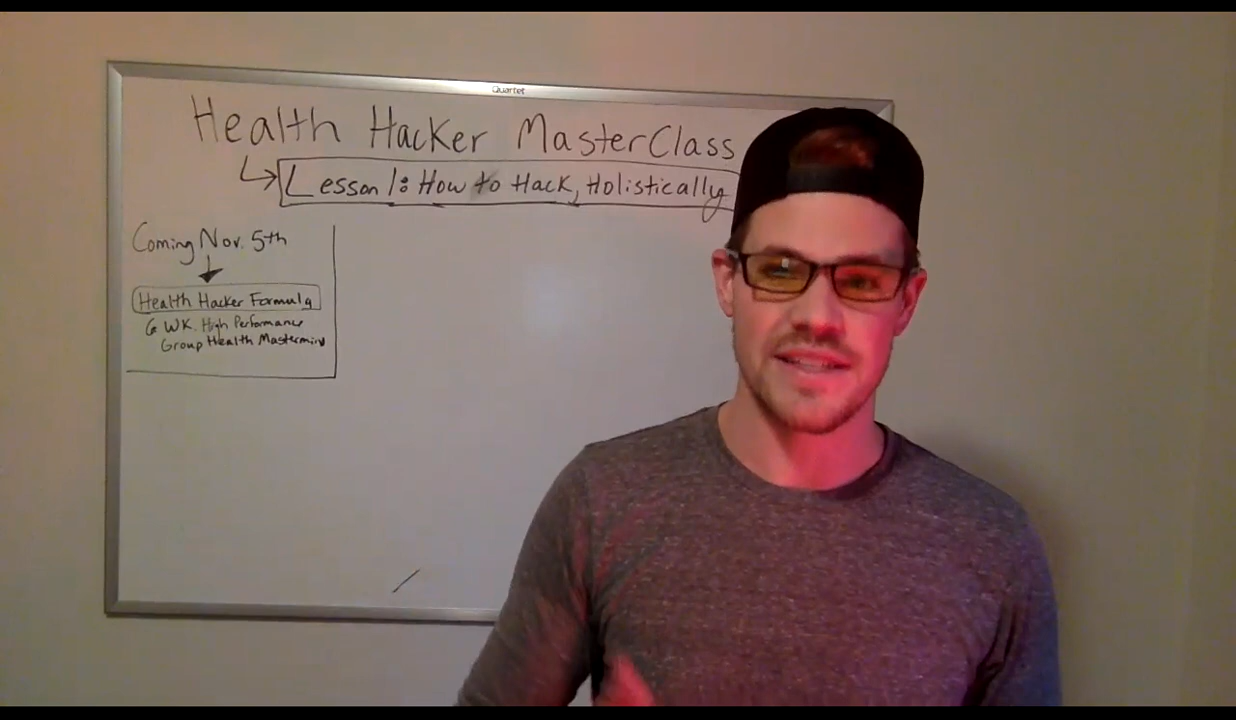 Quartet
Health Hacker MasterClass
Lesson 1: How to Hack, Holistically
Coming Nov. 5th
Health Hacker Formula
6 WK. High Performance
Group Health Mastermind